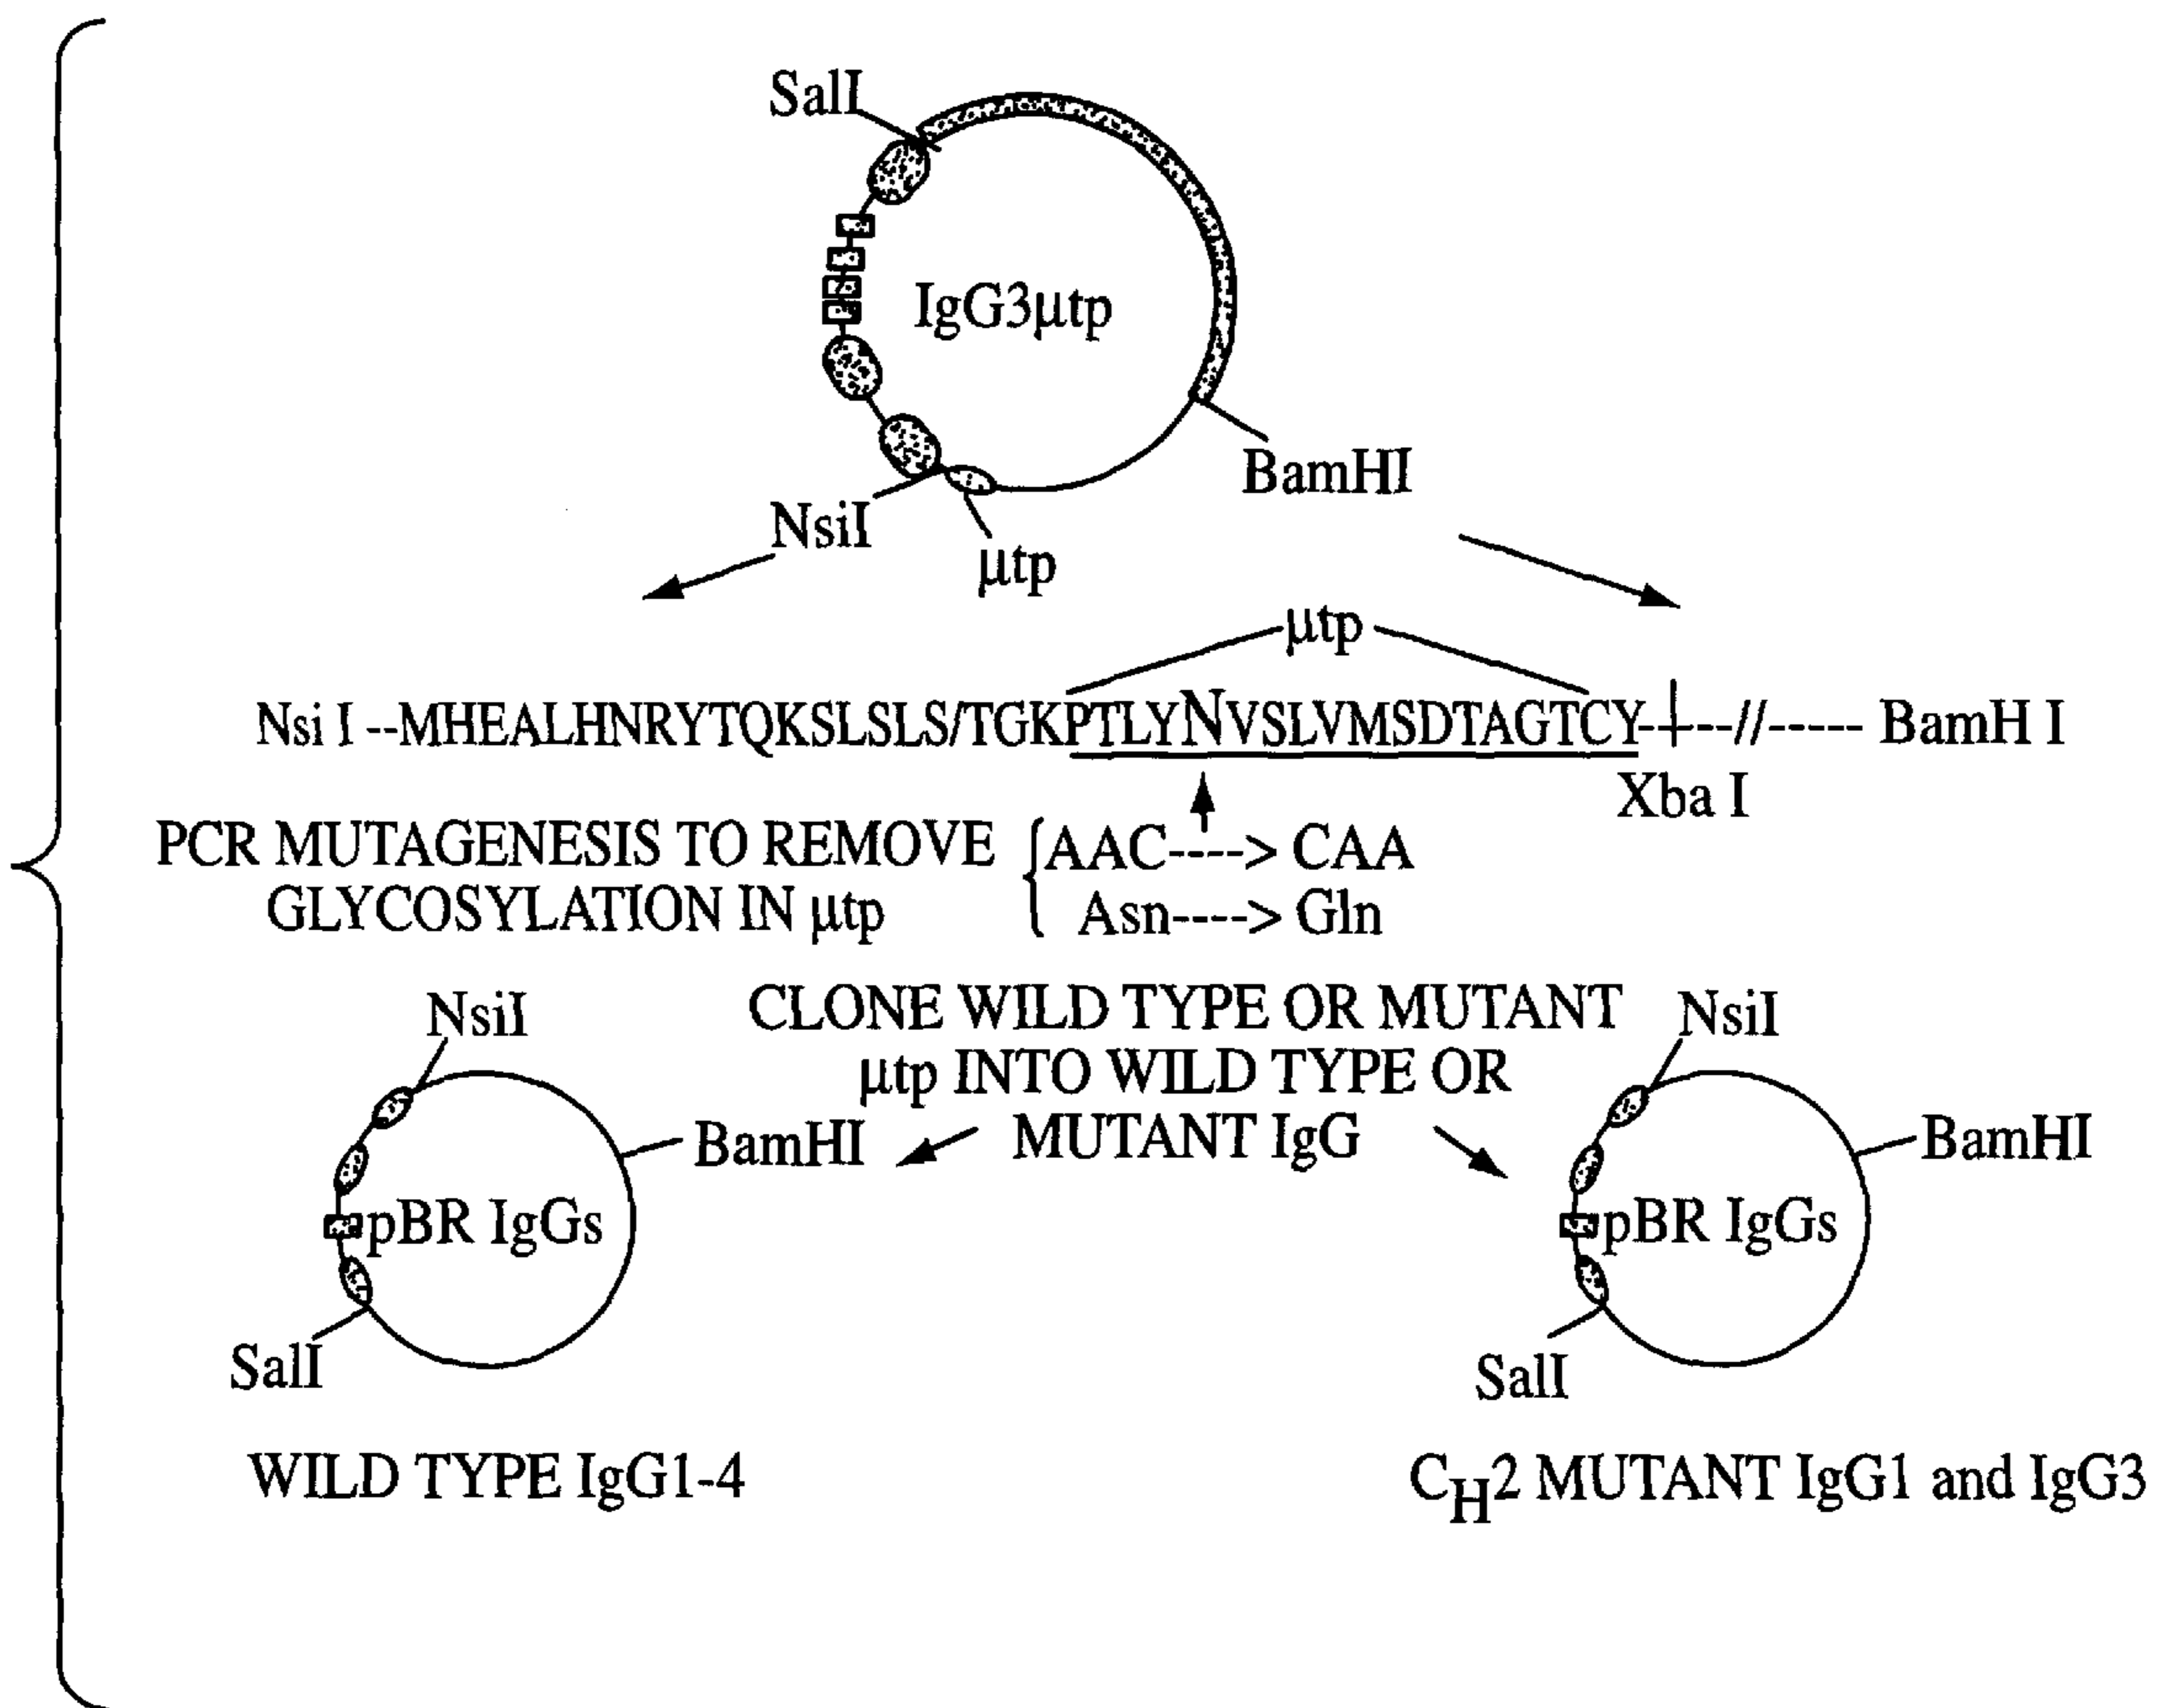 SalI
IgG3µtp
BamHI
NsiI
µtp
µtp
Nsi I --MHEALHNRYTQKSLSLS/TGKPTLYNVSLVMSDTAGTCY-----//----- BamH I
Xba I
PCR MUTAGENESIS TO REMOVE
GLYCOSYLATION IN µtp
AAC----> CAA
Asn----> Gln
CLONE WILD TYPE OR MUTANT
µtp INTO WILD TYPE OR
MUTANT IgG
NsiI
BamHI
pBR IgGs
SalI
WILD TYPE IgG1-4
NsiI
BamHI
pBR IgGs
SalI
CH2 MUTANT IgG1 and IgG3